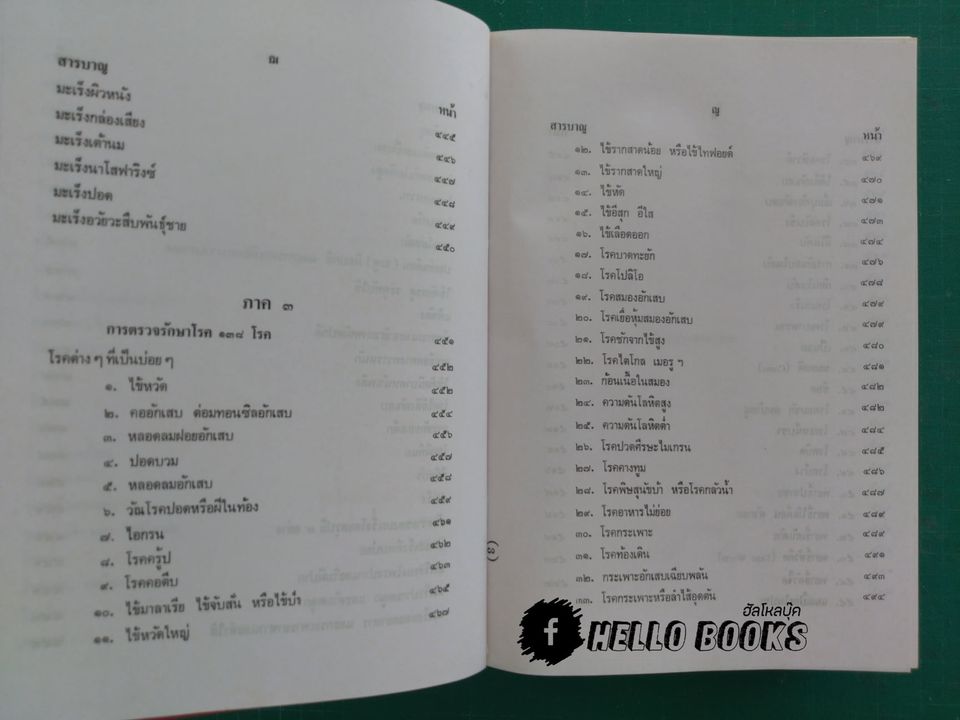 สารบาญ ฌ หน้า
มะเร็งผิวหนัง ๔๔๕
มะเร็งกล่องเสียง ๔๔๖
มะเร็งเต้านม ๔๔๗
มะเร็งนาโสฟาริงซ์ ๔๔๘
มะเร็งปอด ๔๔๙
มะเร็งอวัยวะสืบพันธุ์ชาย ๔๕๐
ภาค ๓
การตรวจรักษาโรค ๑๓๘ โรค ๔๕๑
โรคต่าง ๆ ที่เป็นบ่อย ๆ ๔๕๒
๑. ไข้หวัด ๔๕๒
๒. คออักเสบ ต่อมทอนซิลอักเสบ ๔๕๔
๓. หลอดลมฝอยอักเสบ ๔๕๖
๔. ปอดบวม ๔๕๗
๕. หลอดลมอักเสบ ๔๕๘
๖. วัณโรคปอดหรือฝีในท้อง ๔๕๙
๗. ไอกรน ๔๖๑
๘. โรคครู้ป ๔๖๒
๙. โรคคอตีบ ๔๖๓
๑๐. ไข้มาลาเรีย ไข้จับสั่น หรือไข้ป่า ๔๖๕
๑๑. ไข้หวัดใหญ่ ๔๖๗
ญ
สารบาญ หน้า
๑๒. ไข้รากสาดน้อย หรือไข้ไทฟอยด์ ๔๖๙
๑๓. ไข้รากสาดใหญ่ ๔๗๐
๑๔. ไข้หัด ๔๗๑
๑๕. ไข้อีสุก อีใส ๔๗๓
๑๖. ไข้เลือดออก ๔๗๔
๑๗. โรคบาดทะยัก ๔๗๖
๑๘. โรคโปลิโอ ๔๗๘
๑๙. โรคสมองอักเสบ ๔๗๙
๒๐. โรคเยื่อหุ้มสมองอักเสบ ๔๗๙
๒๑. โรคชักจากไข้สูง ๔๘๐
๒๒. โรคไตโกล เมอรู ฯ ๔๘๑
๒๓. ก้อนเนื้อในสมอง ๔๘๒
๒๔. ความดันโลหิตสูง ๔๘๒
๒๕. ความดันโลหิตต่ำ ๔๘๔
๒๖. โรคปวดศีรษะไมเกรน ๔๘๕
๒๗. โรคคางทูม ๔๘๖
๒๘. โรคพิษสุนัขบ้า หรือโรคกลัวน้ำ ๔๘๗
๒๙. โรคอาหารไม่ย่อย ๔๘๙
๓๐. โรคกระเพาะ ๔๘๙
๓๑. โรคท้องเดิน ๔๙๑
๓๒. กระเพาะอักเสบเฉียบพลัน ๔๙๓
๓๓. โรคกระเพาะหรือลำไส้อุดตัน ๔๙๔
ฮัลโหลบุ๊ค
f HELLO BOOKS